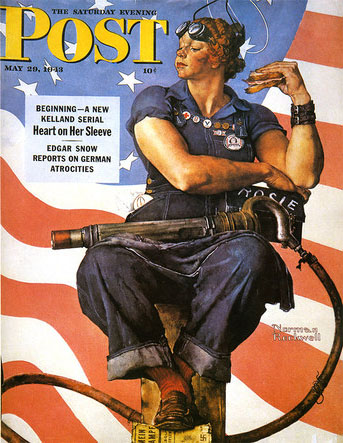 THE SATURDAY EVENING
POST
MAY 29, 1943 10¢
BEGINNING—A NEW
KELLAND SERIAL
Heart on Her Sleeve
EDGAR SNOW
REPORTS ON GERMAN
ATROCITIES
ROSIE
Norman
Rockwell